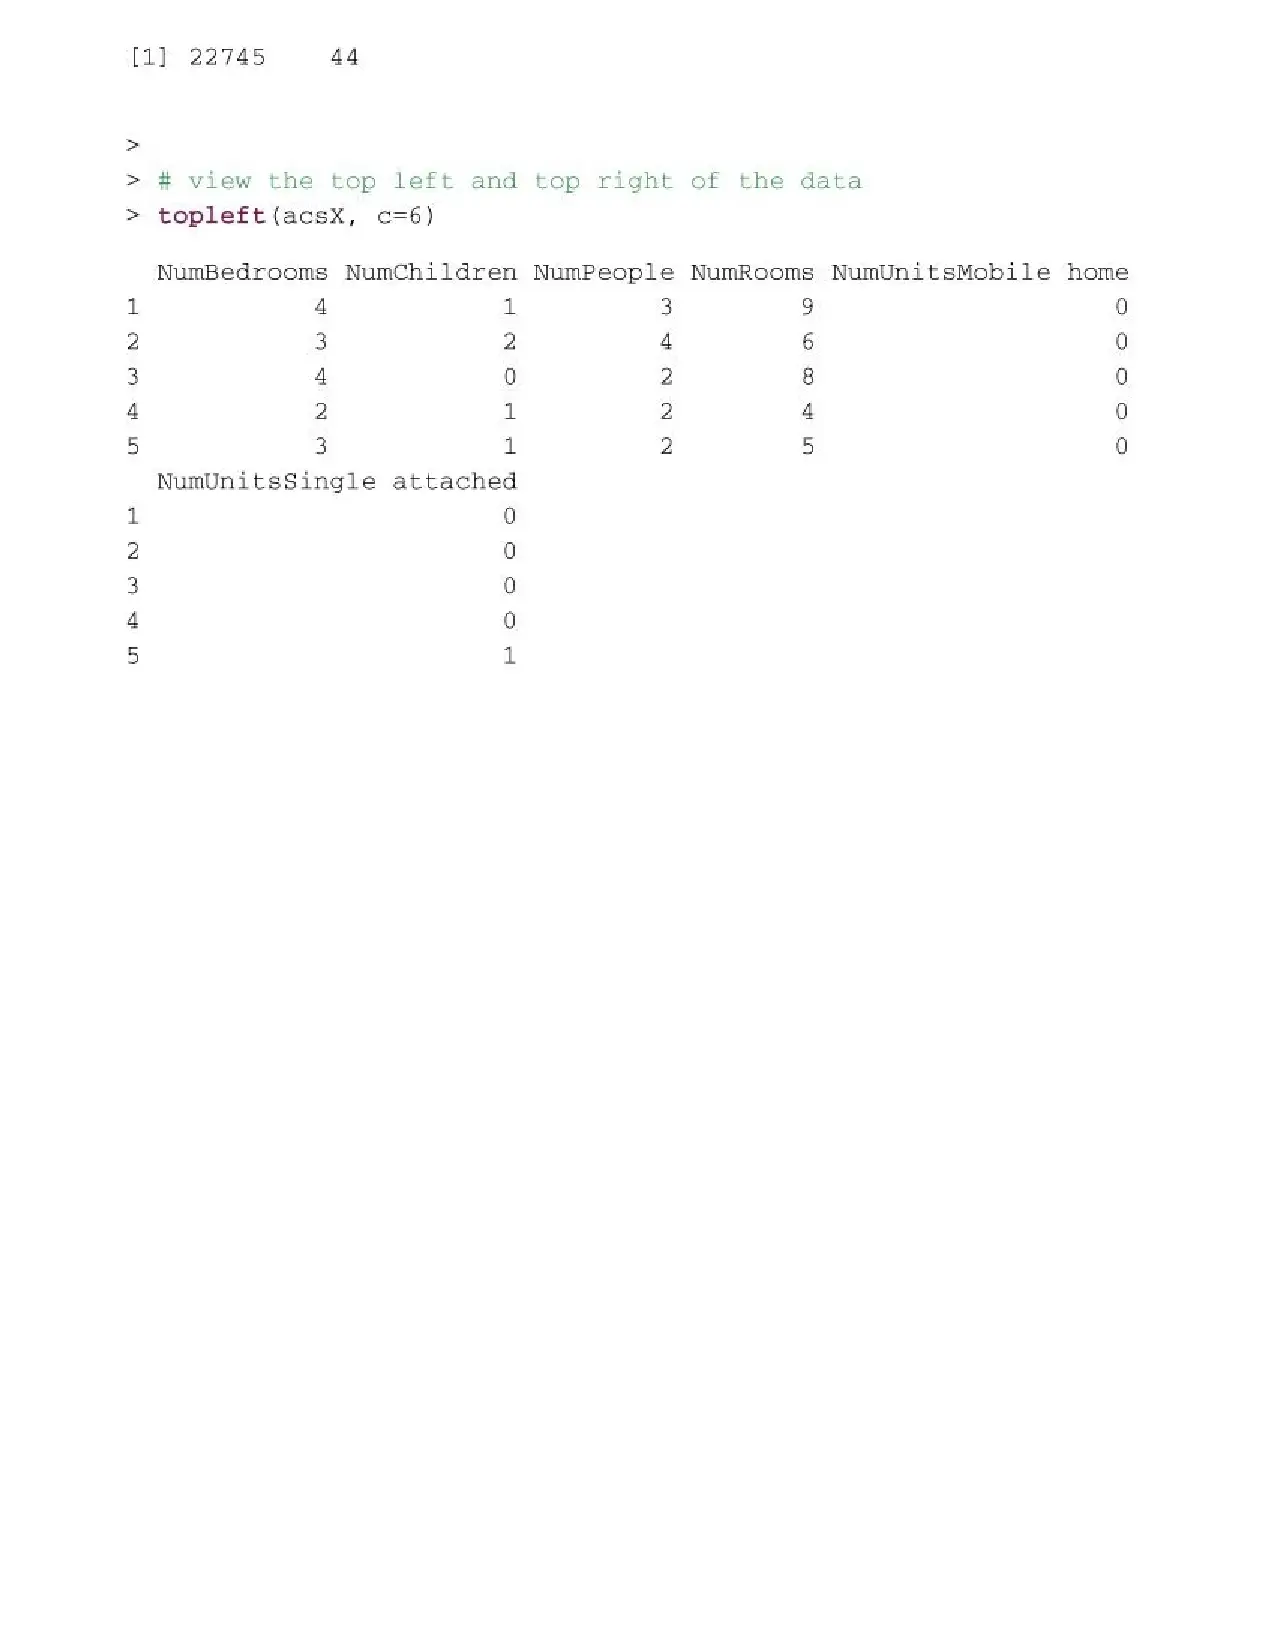 [1] 22745    44
>
> # view the top left and top right of the data
> topleft(acsX, c=6)
  NumBedrooms NumChildren NumPeople NumRooms NumUnitsMobile home
1           4           1         3        9                   0
2           3           2         4        6                   0
3           4           0         2        8                   0
4           2           1         2        4                   0
5           3           1         2        5                   0
  NumUnitsSingle attached
1                       0
2                       0
3                       0
4                       0
5                       1